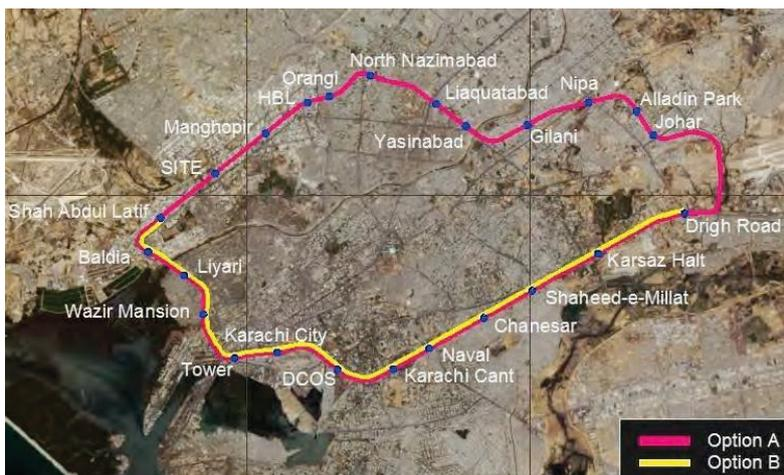 North Nazimabad
Orangi
HBL
Nipa
Liaquatabad
Alladin Park
Manghopir
Yasinabad
Gilani
Johar
SITE
Shah Abdul Latif
Drigh Road
Baldia
Karsaz Halt
Liyari
Shaheed-e-Millat
Wazir Mansion
Chanesar
Karachi City
Naval
Tower
DCOS
Karachi Cant
Option A
Option B